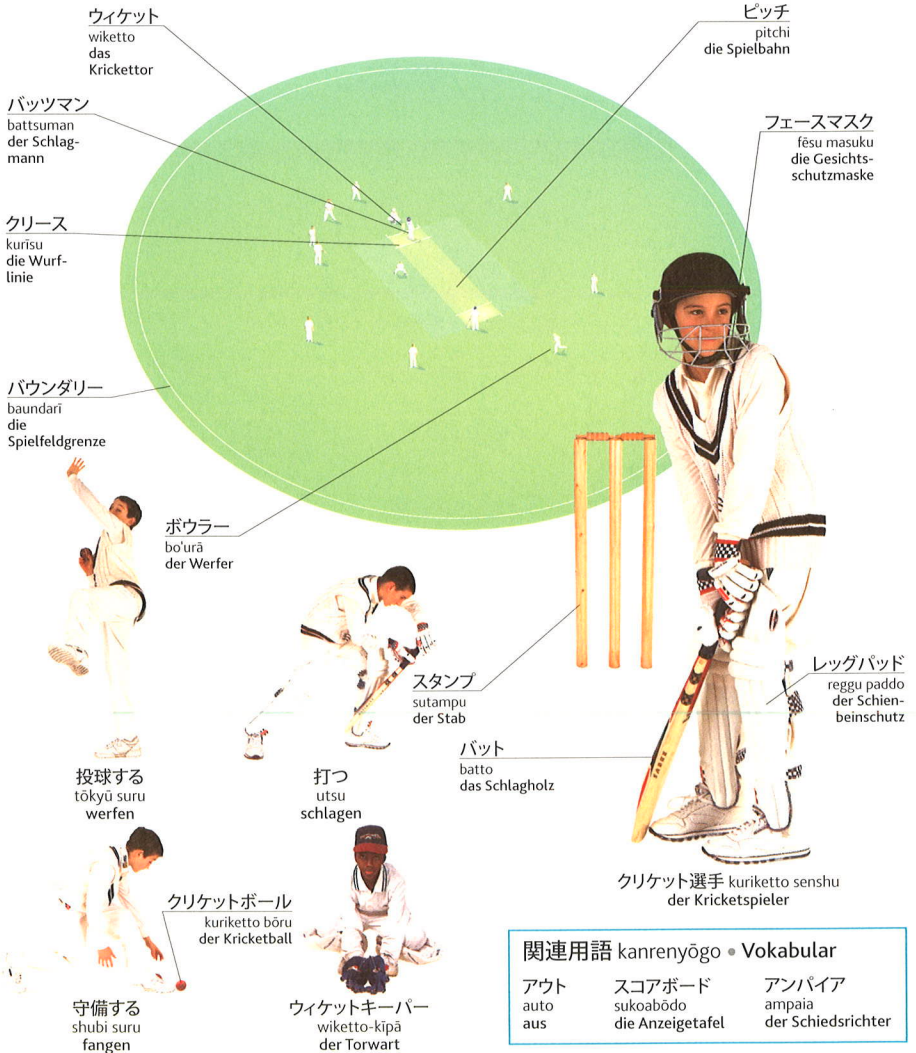 ウィケット
wiketto
das
Krickettor
ピッチ
pitchi
die Spielbahn
バッツマン
battsuman
der Schlag-
mann
フェースマスク
fēsu masuku
die Gesichts-
schutzmaske
クリース
kurīsu
die Wurf-
linie
バウンダリー
baundarī
die
Spielfeldgrenze
ボウラー
bo'urā
der Werfer
スタンプ
sutampu
der Stab
レッグパッド
reggu paddo
der Schien-
beinschutz
バット
batto
das Schlagholz
投球する
tōkyū suru
werfen
打つ
utsu
schlagen
クリケットボール
kuriketto bōru
der Kricketball
クリケット選手 kuriketto senshu
der Kricketspieler
守備する
shubi suru
fangen
ウィケットキーパー
wiketto-kīpā
der Torwart
関連用語 kanrenyōgo • Vokabular
アウト
auto
aus
スコアボード
sukoabōdo
die Anzeigetafel
アンパイア
ampaia
der Schiedsrichter